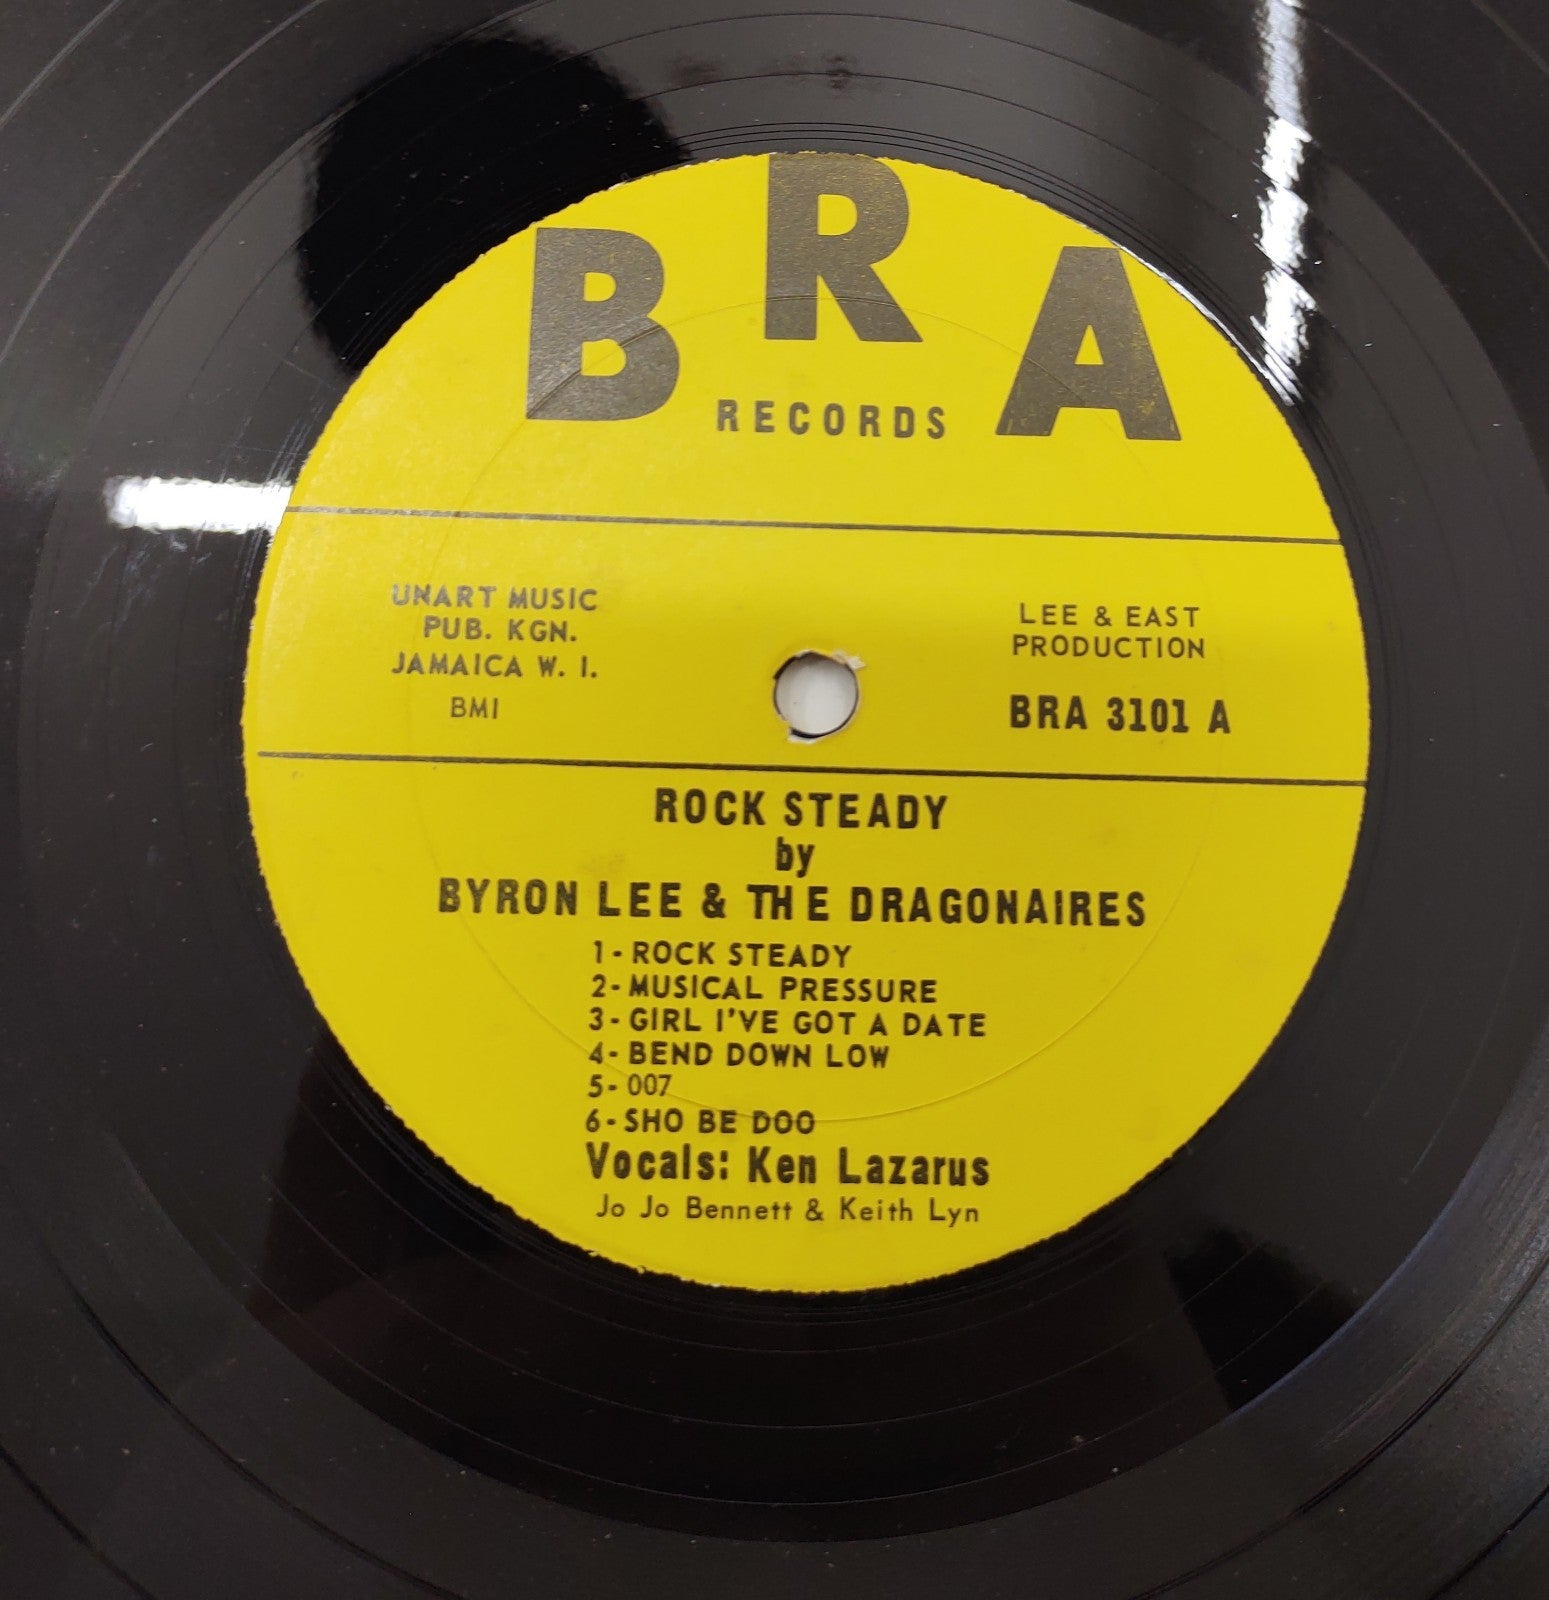 BRA
RECORDS
UNART MUSIC
PUB. KGN.
JAMAICA W. I.
BMI
LEE & EAST
PRODUCTION
BRA 3101 A
ROCK STEADY
by
BYRON LEE & THE DRAGONAIRES
1-ROCK STEADY
2-MUSICAL PRESSURE
3-GIRL I'VE GOT A DATE
4-BEND DOWN LOW
5-007
6-SHO BE DOO
Vocals: Ken Lazarus
Jo Jo Bennett & Keith Lyn